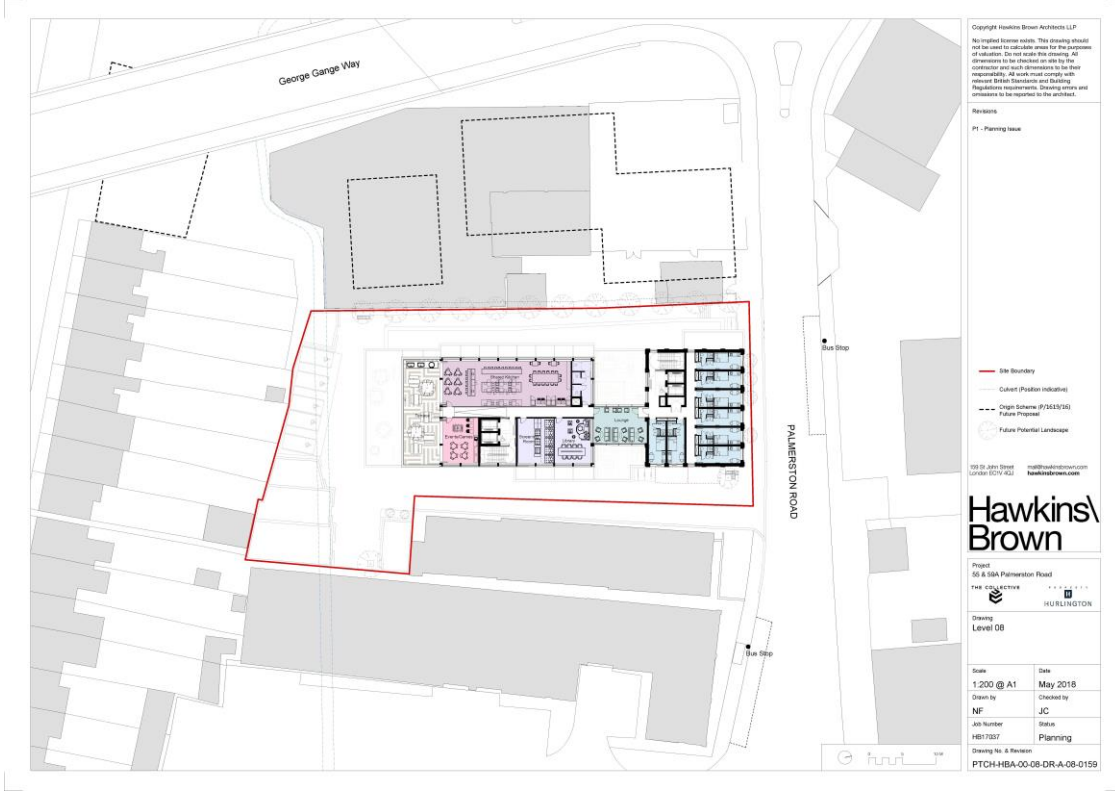 George Gange Way
Bus Stop
PALMERSTON ROAD
Bus Stop
Shared Kitchen
Events/Games
Library
Lounge
Copyright Hawkins Brown Architects LLP
No implied license exists. This drawing should
not be used to calculate areas for the purposes
of valuation. Do not scale this drawing. All
dimensions to be checked on site by the
contractor and such dimensions to be their
responsibility. All work must comply with
relevant British Standards and Building
Regulations requirements. Drawing errors and
omissions to be reported to the architect.
Revisions
P1 - Planning Issue
Site Boundary
Culvert (Position indicative)
Origin Scheme (P/1619/16)
Future Proposal
Future Potential Landscape
159 St John Street mail@hawkinsbrown.com
London EC1V 4QJ hawkinsbrown.com
Hawkins\
Brown
Project
55 & 59A Palmerston Road
THE COLLECTIVE
HURLINGTON
Drawing
Level 08
Scale Date
1:200 @ A1 May 2018
Drawn by Checked by
NF JC
Job Number Status
HB17037 Planning
Drawing No. & Revision
PTCH-HBA-00-08-DR-A-08-0159